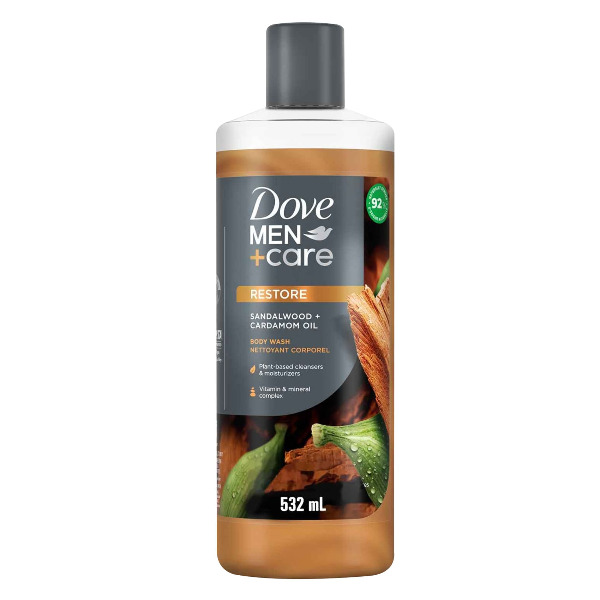 92
Dove
MEN
+care
RESTORE
SANDALWOOD +
CARDAMOM OIL
BODY WASH
NETTOYANT CORPOREL
Plant-based cleansers
& moisturizers
Vitamin & mineral
complex
532 mL